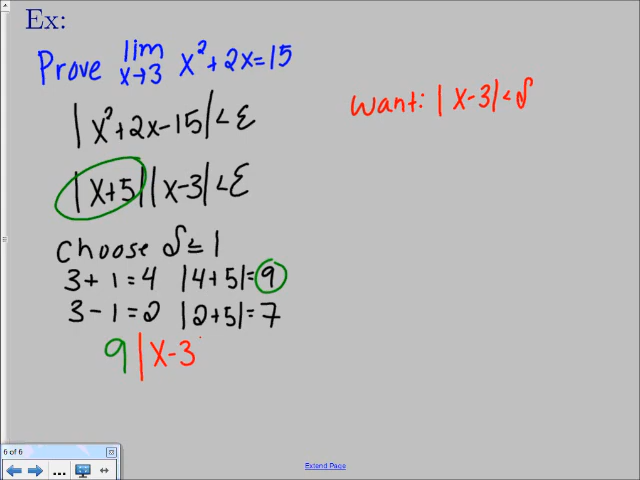 Ex:
Prove lim x→3 x² + 2x = 15
Want: | x-3| < δ
| x² + 2x - 15| < ε
| x+5| | x-3| < ε
Choose δ ≤ 1
3 + 1 = 4 |4+5| = 9
3 - 1 = 2 |2+5| = 7
9 | x-3
6 of 6
...
Extend Page